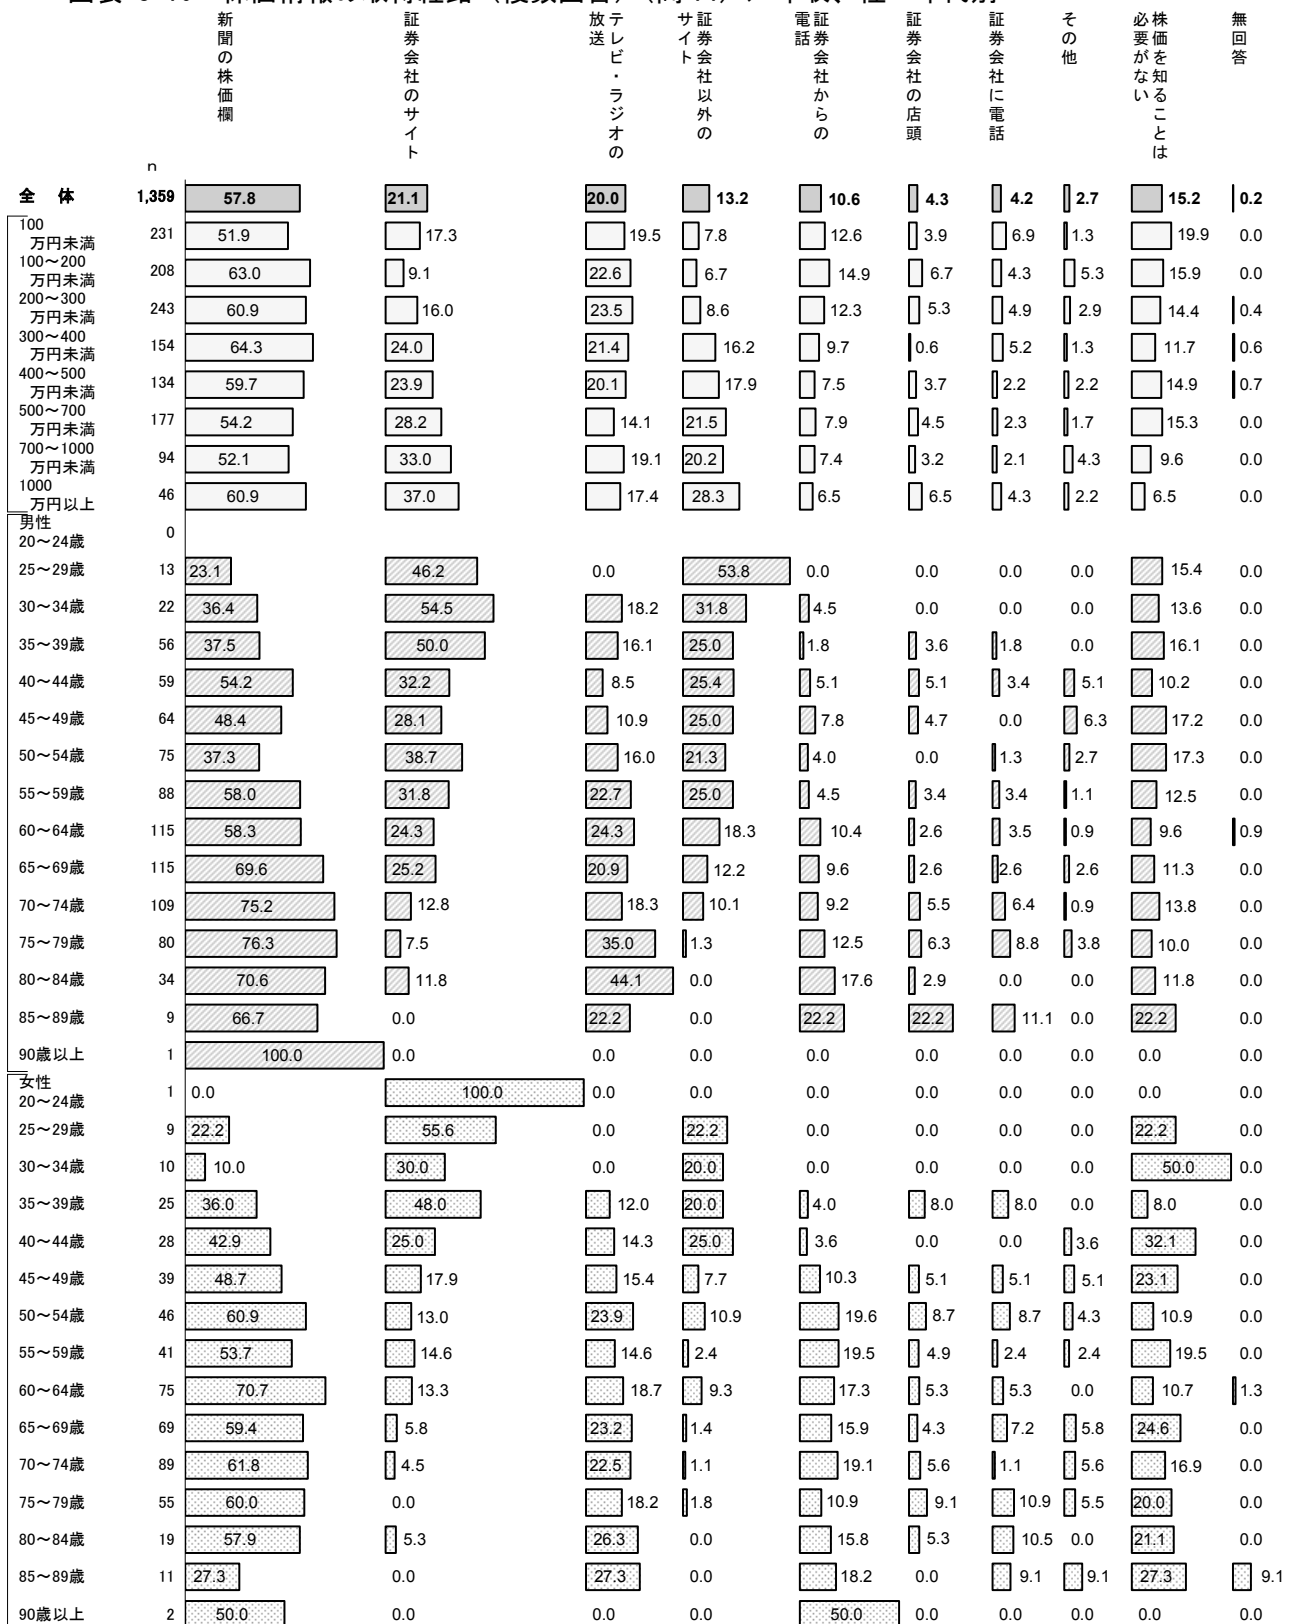 株価情報の取得経路（複数回答）
新聞の株価欄
証券会社のサイト
テレビ・ラジオの
放送
証券会社以外の
サイト
証券会社からの
電話
証券会社の店頭
証券会社に電話
その他
株価を知ることは
必要がない
無回答
n
全 体 1,359 57.8 21.1 20.0 13.2 10.6 4.3 4.2 2.7 15.2 0.2
100
万円未満 231 51.9 17.3 19.5 7.8 12.6 3.9 6.9 1.3 19.9 0.0
100～200
万円未満 208 63.0 9.1 22.6 6.7 14.9 6.7 4.3 5.3 15.9 0.0
200～300
万円未満 243 60.9 16.0 23.5 8.6 12.3 5.3 4.9 2.9 14.4 0.4
300～400
万円未満 154 64.3 24.0 21.4 16.2 9.7 0.6 5.2 1.3 11.7 0.6
400～500
万円未満 134 59.7 23.9 20.1 17.9 7.5 3.7 2.2 2.2 14.9 0.7
500～700
万円未満 177 54.2 28.2 14.1 21.5 7.9 4.5 2.3 1.7 15.3 0.0
700～1000
万円未満 94 52.1 33.0 19.1 20.2 7.4 3.2 2.1 4.3 9.6 0.0
1000
万円以上 46 60.9 37.0 17.4 28.3 6.5 6.5 4.3 2.2 6.5 0.0
男性
20～24歳 0
25～29歳 13 23.1 46.2 0.0 53.8 0.0 0.0 0.0 0.0 15.4 0.0
30～34歳 22 36.4 54.5 18.2 31.8 4.5 0.0 0.0 0.0 13.6 0.0
35～39歳 56 37.5 50.0 16.1 25.0 1.8 3.6 1.8 0.0 16.1 0.0
40～44歳 59 54.2 32.2 8.5 25.4 5.1 5.1 3.4 5.1 10.2 0.0
45～49歳 64 48.4 28.1 10.9 25.0 7.8 4.7 0.0 6.3 17.2 0.0
50～54歳 75 37.3 38.7 16.0 21.3 4.0 0.0 1.3 2.7 17.3 0.0
55～59歳 88 58.0 31.8 22.7 25.0 4.5 3.4 3.4 1.1 12.5 0.0
60～64歳 115 58.3 24.3 24.3 18.3 10.4 2.6 3.5 0.9 9.6 0.9
65～69歳 115 69.6 25.2 20.9 12.2 9.6 2.6 2.6 2.6 11.3 0.0
70～74歳 109 75.2 12.8 18.3 10.1 9.2 5.5 6.4 0.9 13.8 0.0
75～79歳 80 76.3 7.5 35.0 1.3 12.5 6.3 8.8 3.8 10.0 0.0
80～84歳 34 70.6 11.8 44.1 0.0 17.6 2.9 0.0 0.0 11.8 0.0
85～89歳 9 66.7 0.0 22.2 0.0 22.2 22.2 11.1 0.0 22.2 0.0
90歳以上 1 100.0 0.0 0.0 0.0 0.0 0.0 0.0 0.0 0.0 0.0
女性
20～24歳 1 0.0 100.0 0.0 0.0 0.0 0.0 0.0 0.0 0.0 0.0
25～29歳 9 22.2 55.6 0.0 22.2 0.0 0.0 0.0 0.0 22.2 0.0
30～34歳 10 10.0 30.0 0.0 20.0 0.0 0.0 0.0 0.0 50.0 0.0
35～39歳 25 36.0 48.0 12.0 20.0 4.0 8.0 8.0 0.0 8.0 0.0
40～44歳 28 42.9 25.0 14.3 25.0 3.6 0.0 0.0 3.6 32.1 0.0
45～49歳 39 48.7 17.9 15.4 7.7 10.3 5.1 5.1 5.1 23.1 0.0
50～54歳 46 60.9 13.0 23.9 10.9 19.6 8.7 8.7 4.3 10.9 0.0
55～59歳 41 53.7 14.6 14.6 2.4 19.5 4.9 2.4 2.4 19.5 0.0
60～64歳 75 70.7 13.3 18.7 9.3 17.3 5.3 5.3 0.0 10.7 1.3
65～69歳 69 59.4 5.8 23.2 1.4 15.9 4.3 7.2 5.8 24.6 0.0
70～74歳 89 61.8 4.5 22.5 1.1 19.1 5.6 1.1 5.6 16.9 0.0
75～79歳 55 60.0 0.0 18.2 1.8 10.9 9.1 10.9 5.5 20.0 0.0
80～84歳 19 57.9 5.3 26.3 0.0 15.8 5.3 10.5 0.0 21.1 0.0
85～89歳 11 27.3 0.0 27.3 0.0 18.2 0.0 9.1 9.1 27.3 9.1
90歳以上 2 50.0 0.0 0.0 0.0 50.0 0.0 0.0 0.0 0.0 0.0